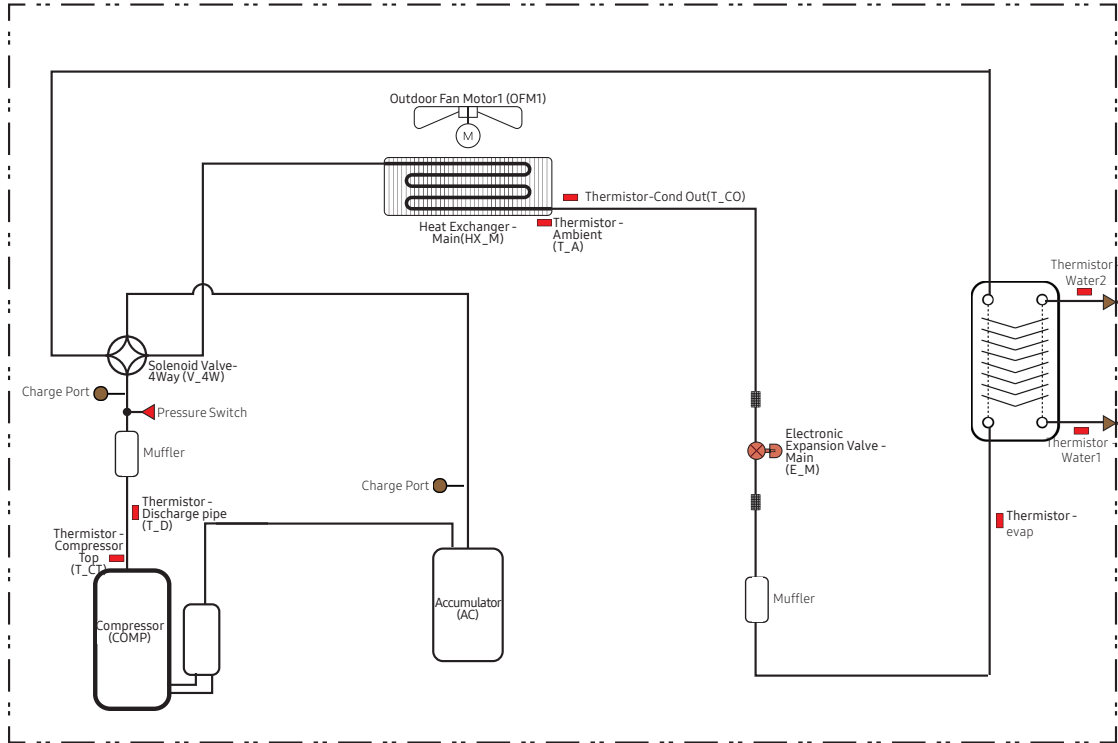 Outdoor Fan Motor1 (OFM1)
M
Thermistor-Cond Out(T_CO)
Heat Exchanger -
Main(HX_M)
Thermistor -
Ambient
(T_A)
Thermistor
Water2
Solenoid Valve-
4Way (V_4W)
Charge Port
Pressure Switch
Muffler
Electronic
Expansion Valve -
Main
(E_M)
Thermistor -
Water1
Charge Port
Thermistor -
Discharge pipe
(T_D)
Thermistor -
evap
Thermistor -
Compressor
Top
(T_CT)
Accumulator
(AC)
Muffler
Compressor
(COMP)